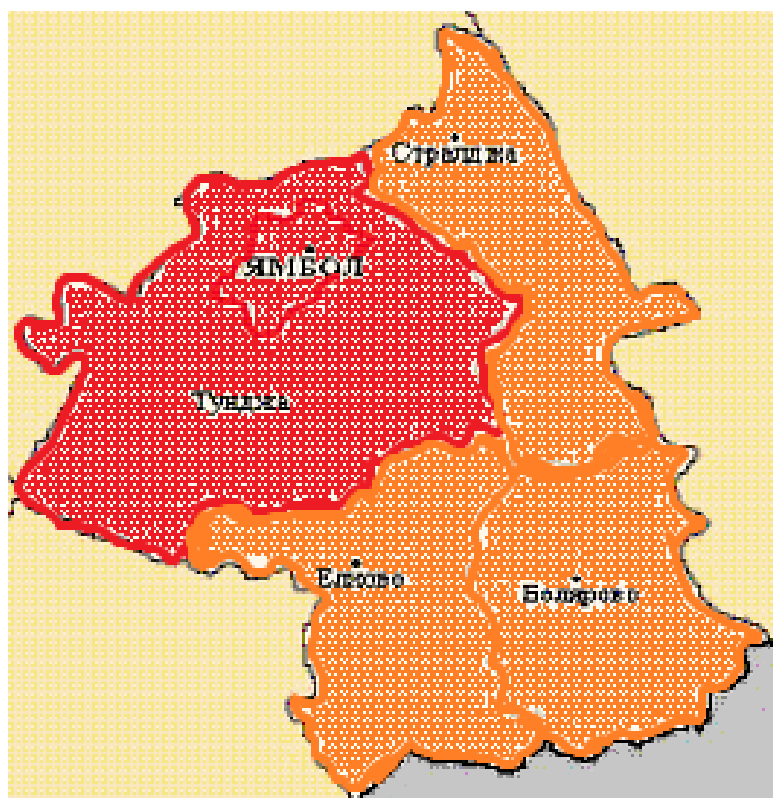 Стралджа
ЯМБОЛ
Тунджа
Елхово
Болярово